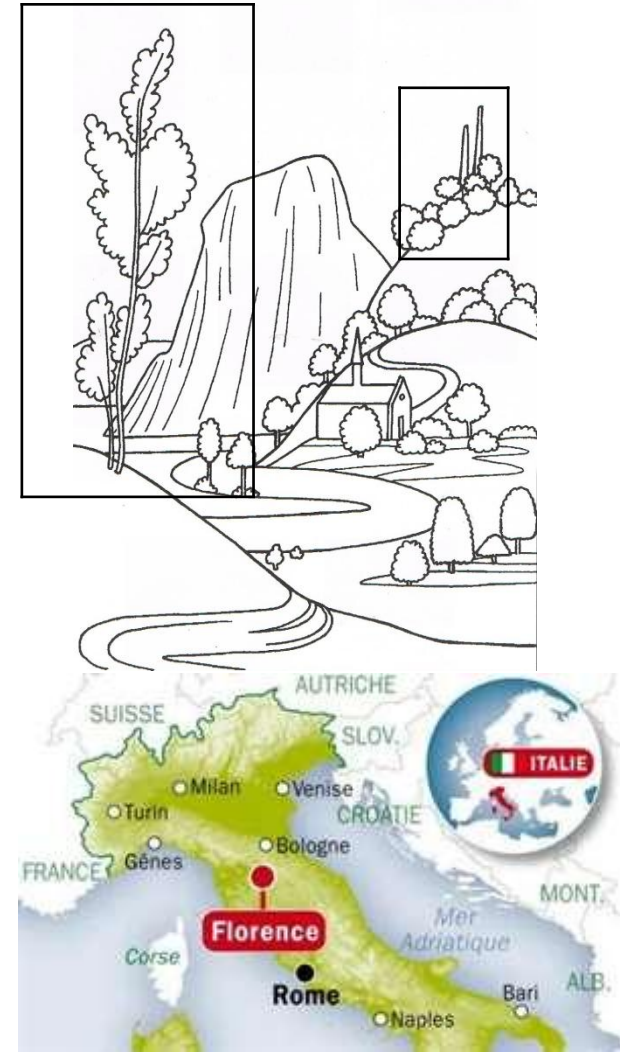 AUTRICHE
SUISSE
SLOV.
ITALIE
Milan
Venise
Turin
CROATIE
Bologne
Gênes
FRANCE
MONT.
Florence
Mer
Adriatique
Corse
ALB.
Rome
Bari
Naples